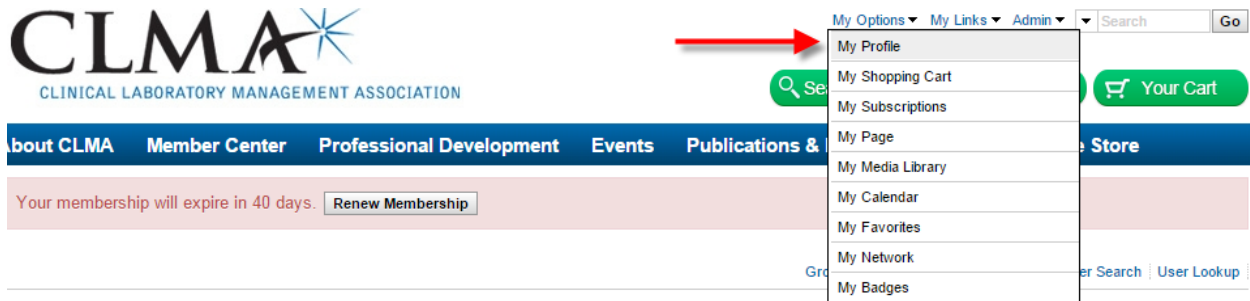 CLMA
CLINICAL LABORATORY MANAGEMENT ASSOCIATION
My Options My Links Admin Search Go
My Profile
My Shopping Cart
My Subscriptions
My Page
My Media Library
My Calendar
My Favorites
My Network
My Badges
Your Cart
About CLMA Member Center Professional Development Events Publications & Store
Your membership will expire in 40 days. Renew Membership
Search User Lookup